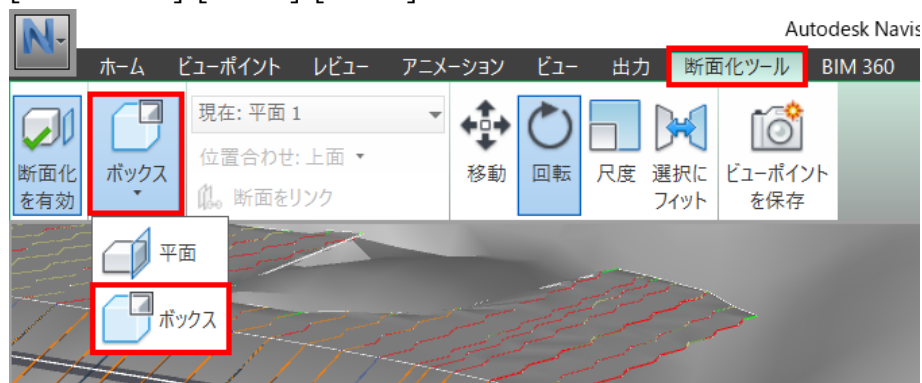 Autodesk Navis
ホーム ビューポイント レビュー アニメーション ビュー 出力 断面化ツール BIM 360
現在: 平面 1
位置合わせ: 上面
断面をリンク
断面化
を有効
ボックス
移動
回転
尺度
選択に
フィット
ビューポイント
を保存
平面
ボックス